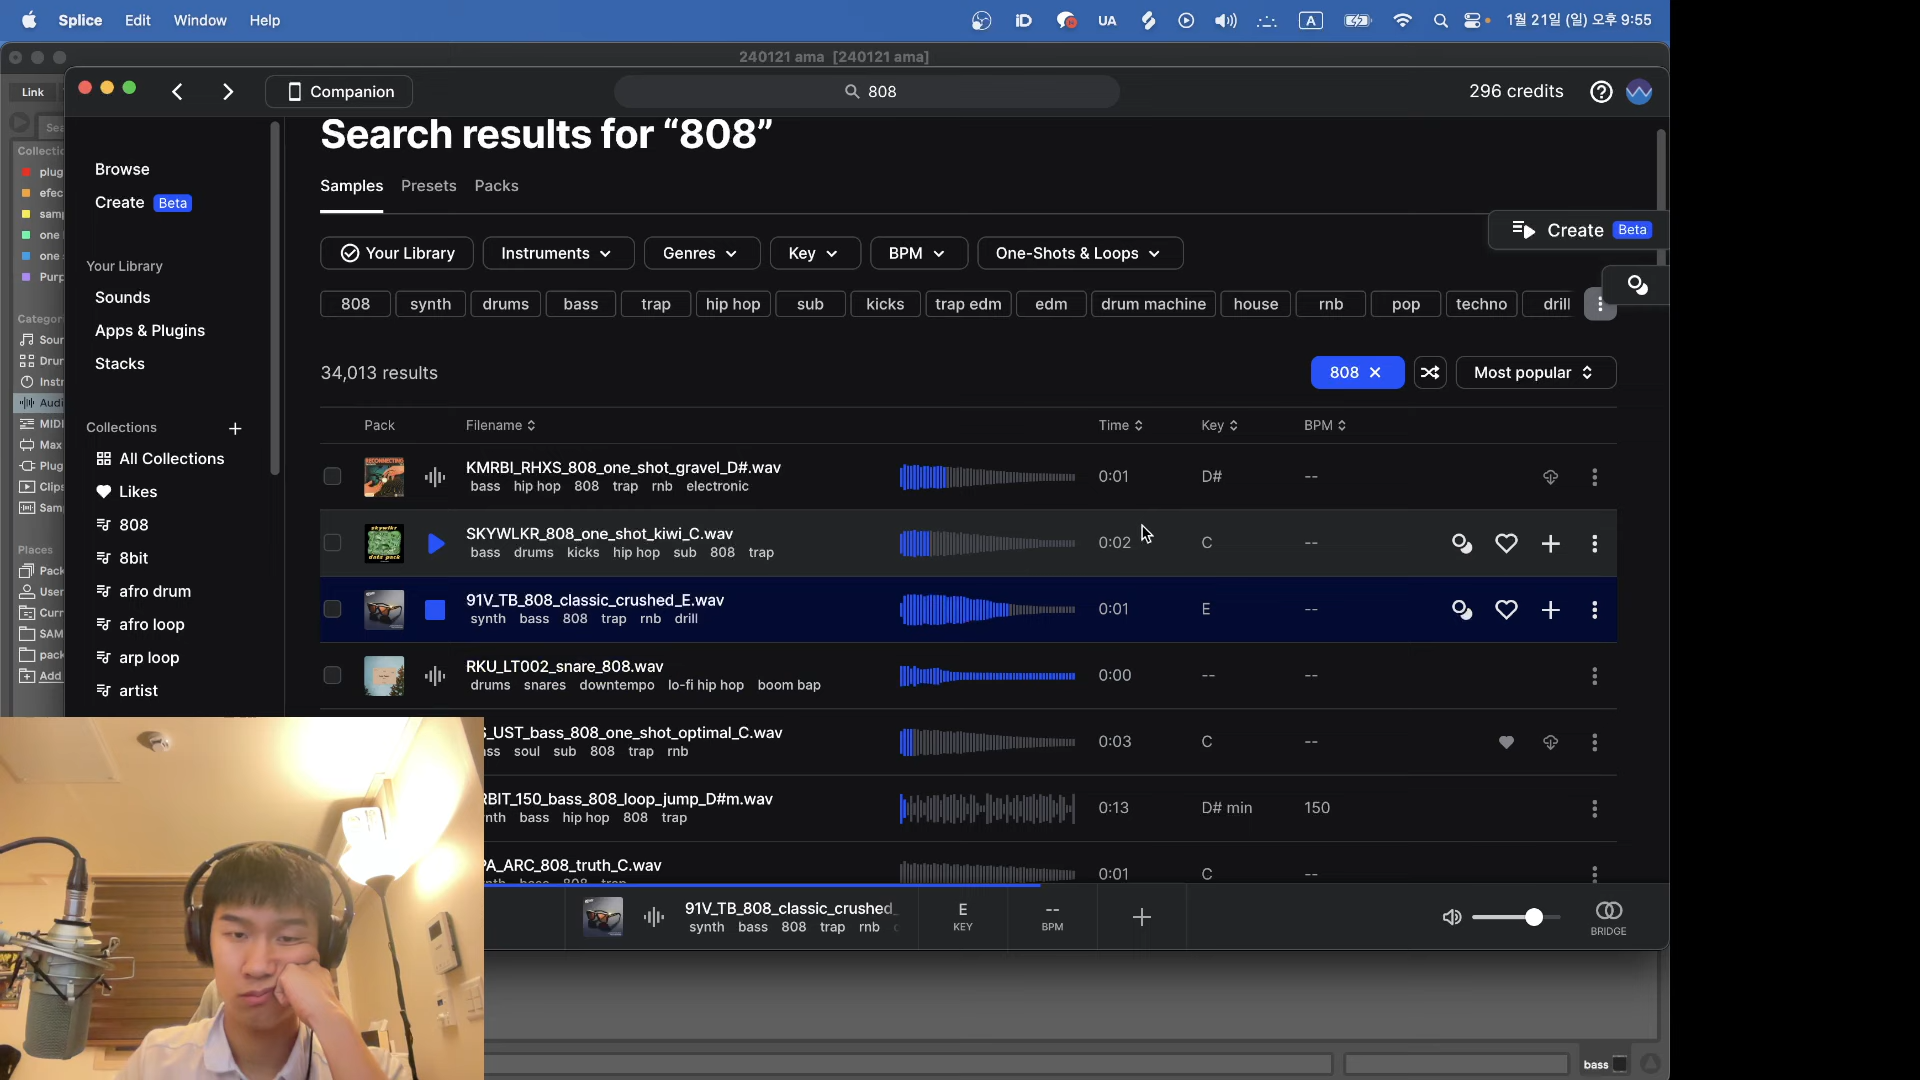 Splice Edit Window Help
iD UA A 1월 21일 (일) 오후 9:55
240121 ama [240121 ama]
Link
Companion
808
296 credits
Search results for “808”
Browse
Create Beta
Samples Presets Packs
Create Beta
Your Library Instruments Genres Key BPM One-Shots & Loops
Your Library
Sounds
Apps & Plugins
Stacks
808 synth drums bass trap hip hop sub kicks trap edm edm drum machine house rnb pop techno drill
34,013 results
808 Most popular
Collections
All Collections
Likes
808
8bit
afro drum
afro loop
arp loop
artist
Pack Filename Time Key BPM
KMRBI_RHXS_808_one_shot_gravel_D#.wav
bass hip hop 808 trap rnb electronic
0:01 D# --
SKYWLKR_808_one_shot_kiwi_C.wav
bass drums kicks hip hop sub 808 trap
0:02 C --
91V_TB_808_classic_crushed_E.wav
synth bass 808 trap rnb drill
0:01 E --
RKU_LT002_snare_808.wav
drums snares downtempo lo-fi hip hop boom bap
0:00 -- --
_UST_bass_808_one_shot_optimal_C.wav
soul sub 808 trap rnb
0:03 C --
BIT_150_bass_808_loop_jump_D#m.wav
bass hip hop 808 trap
0:13 D# min 150
PA_ARC_808_truth_C.wav
0:01 C --
91V_TB_808_classic_crushed_
synth bass 808 trap rnb
E
KEY
--
BPM
BRIDGE
bass